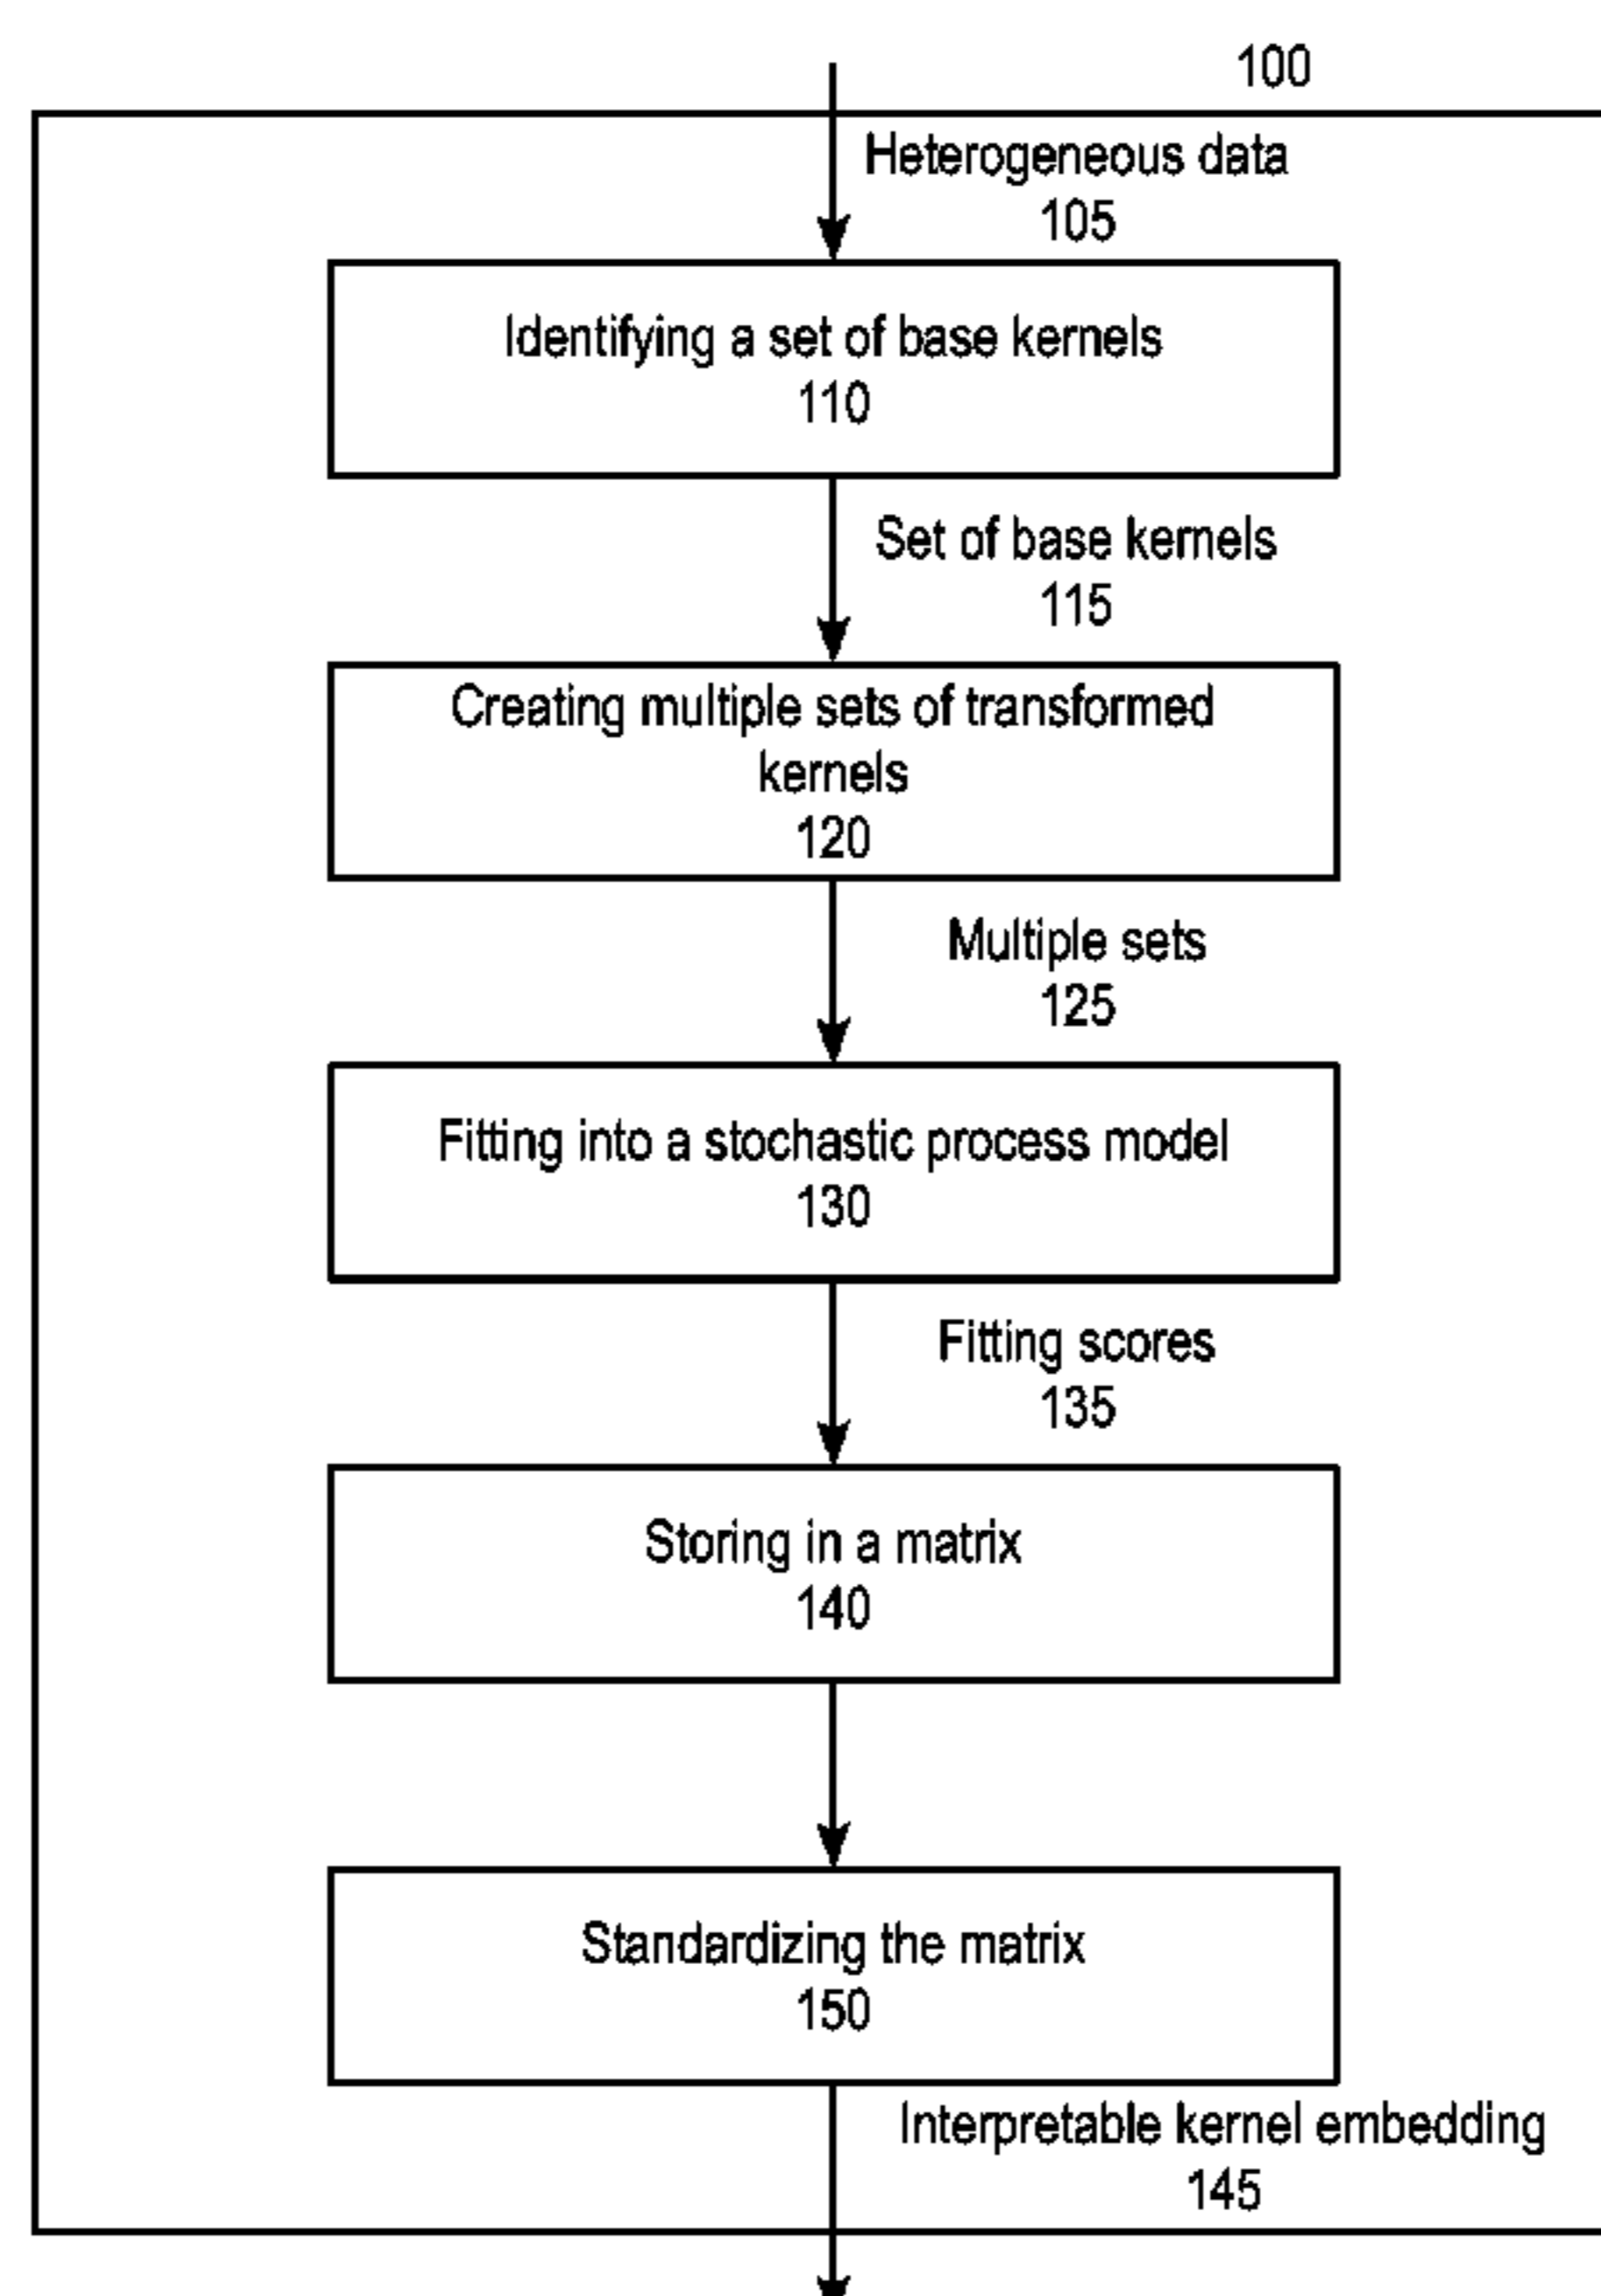 100
Heterogeneous data
105
Identifying a set of base kernels
110
Set of base kernels
115
Creating multiple sets of transformed
kernels
120
Multiple sets
125
Fitting into a stochastic process model
130
Fitting scores
135
Storing in a matrix
140
Standardizing the matrix
150
Interpretable kernel embedding
145